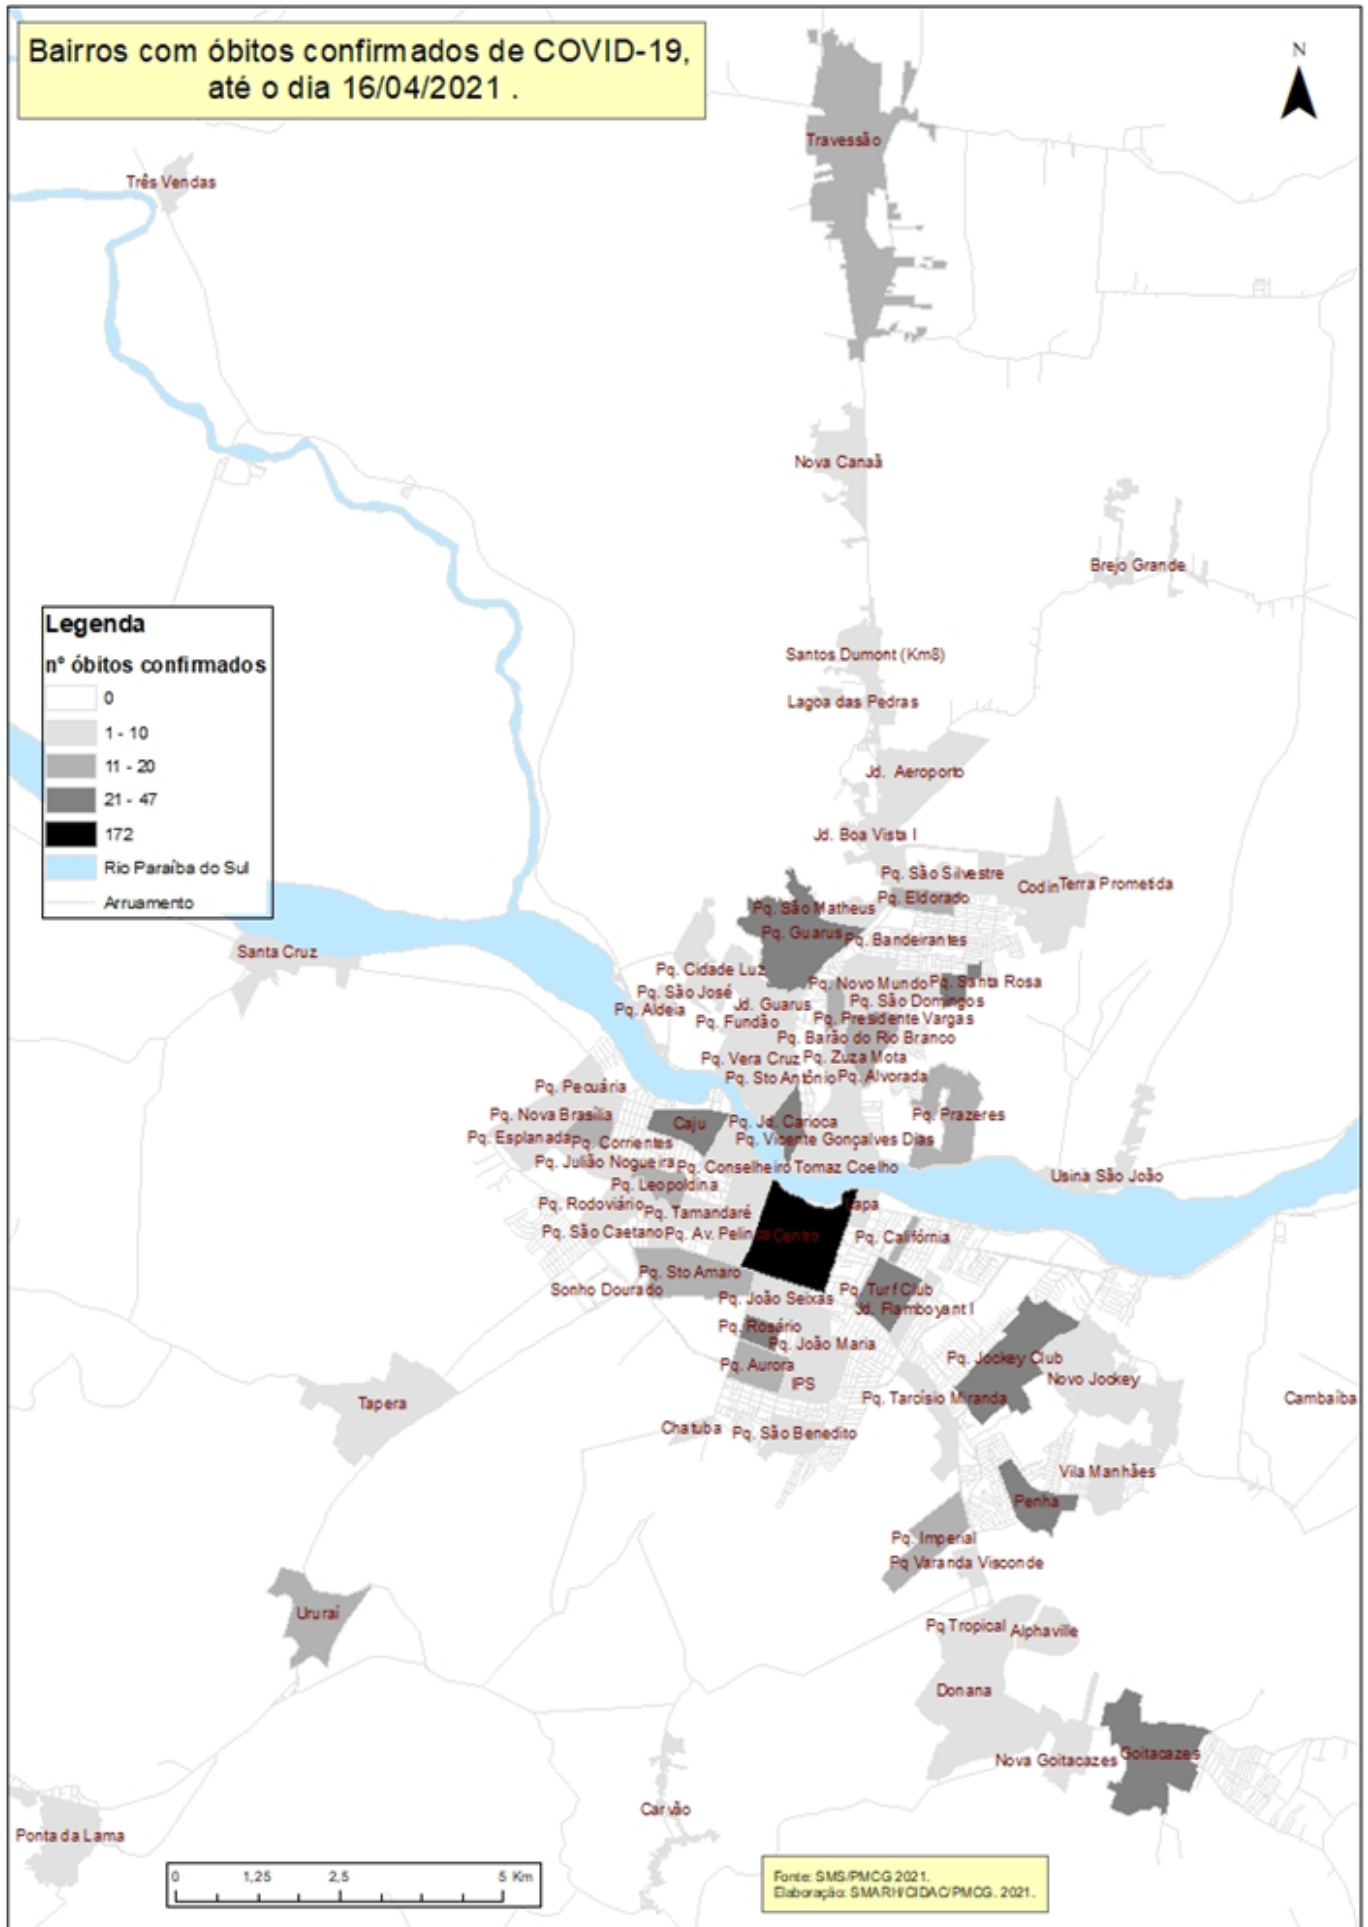 Bairros com óbitos confirmados de COVID-19,
até o dia 16/04/2021 .
N
Travessão
Três Vendas
Nova Canaã
Brejo Grande
Legenda
n° óbitos confirmados
0
1 - 10
11 - 20
21 - 47
172
Rio Paraíba do Sul
Arruamento
Santos Dumont (Km8)
Lagoa das Pedras
Jd. Aeroporto
Jd. Boa Vista I
Pq. São Silvestre
Codin
Terra Prometida
Pq. Eldorado
Pq. São Matheus
Pq. Guarus
Pq. Bandeirantes
Santa Cruz
Pq. Cidade Luz
Pq. Novo Mundo
Pq. Santa Rosa
Pq. São José
Jd. Guarus
Pq. São Domingos
Pq. Aldeia
Pq. Fundão
Pq. Presidente Vargas
Pq. Barão do Rio Branco
Pq. Vera Cruz
Pq. Zuza Mota
Pq. Sto Antônio
Pq. Alvorada
Pq. Pecuária
Pq. Nova Brasília
Caju
Pq. Jd. Carioca
Pq. Prazeres
Pq. Esplanada
Pq. Corrientes
Pq. Vicente Gonçalves Dias
Pq. Julião Nogueira
Pq. Conselheiro Tomaz Coelho
Usina São João
Pq. Leopoldina
Pq. Rodoviário
Pq. Tamandaré
Lapa
Pq. São Caetano
Pq. Av. Pelinca
Centro
Pq. Califórnia
Pq. Sto Amaro
Sonho Dourado
Pq. João Seixas
Pq. Turf Club
Jd. Flamboyant I
Pq. Rosário
Pq. João Maria
Pq. Aurora
IPS
Pq. Jockey Club
Novo Jockey
Tapera
Pq. Tarcísio Miranda
Cambaíba
Chatuba
Pq. São Benedito
Vila Manhães
Penha
Pq. Imperial
Pq Varanda Visconde
Ururaí
Pq Tropical
Alphaville
Donana
Nova Goitacazes
Goitacazes
Carvão
Ponta da Lama
0 1,25 2,5 5 Km
Fonte: SMS/PMCG 2021.
Elaboração: SMARH/CIDAC/PMCG. 2021.